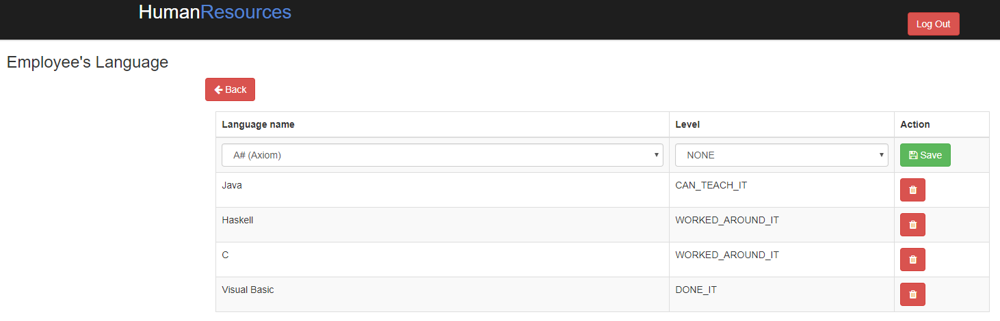 HumanResources
Log Out
Employee's Language
Back
Language name Level Action
A# (Axiom) NONE Save
Java CAN_TEACH_IT
Haskell WORKED_AROUND_IT
C WORKED_AROUND_IT
Visual Basic DONE_IT